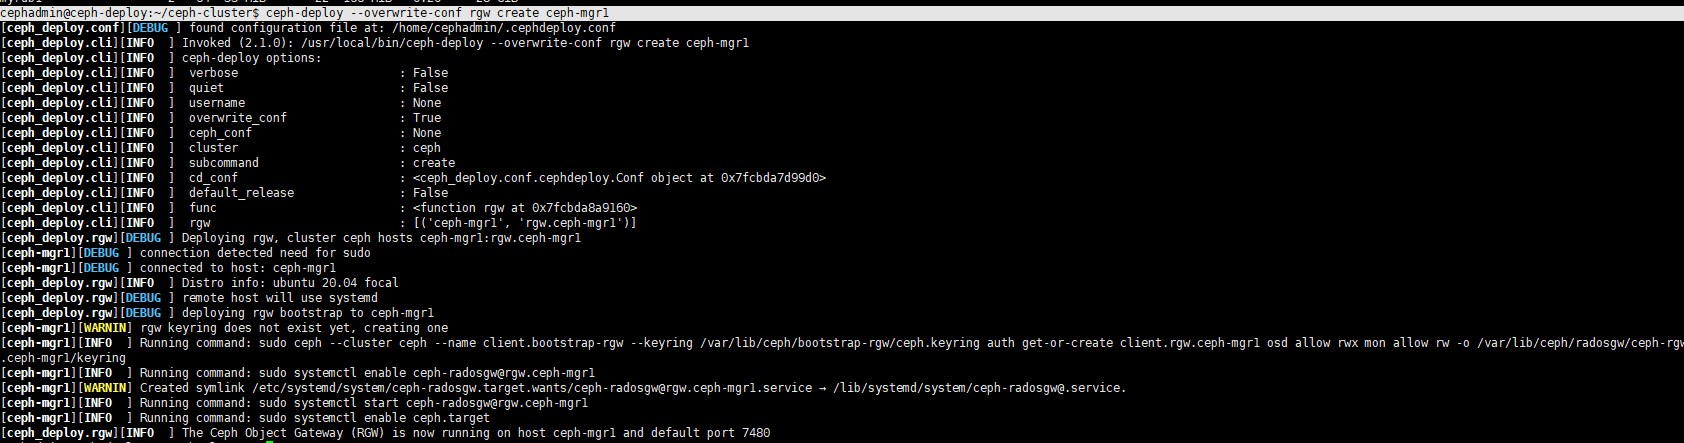 cephadmin@ceph-deploy:~/ceph-cluster$ ceph-deploy --overwrite-conf rgw create ceph-mgr1
[ceph_deploy.conf][DEBUG ] found configuration file at: /home/cephadmin/.cephdeploy.conf
[ceph_deploy.cli][INFO  ] Invoked (2.1.0): /usr/local/bin/ceph-deploy --overwrite-conf rgw create ceph-mgr1
[ceph_deploy.cli][INFO  ] ceph-deploy options:
[ceph_deploy.cli][INFO  ]  verbose                       : False
[ceph_deploy.cli][INFO  ]  quiet                         : False
[ceph_deploy.cli][INFO  ]  username                      : None
[ceph_deploy.cli][INFO  ]  overwrite_conf                : True
[ceph_deploy.cli][INFO  ]  ceph_conf                     : None
[ceph_deploy.cli][INFO  ]  cluster                       : ceph
[ceph_deploy.cli][INFO  ]  subcommand                    : create
[ceph_deploy.cli][INFO  ]  cd_conf                       : <ceph_deploy.conf.cephdeploy.Conf object at 0x7fcbda7d99d0>
[ceph_deploy.cli][INFO  ]  default_release               : False
[ceph_deploy.cli][INFO  ]  func                          : <function rgw at 0x7fcbda8a9160>
[ceph_deploy.cli][INFO  ]  rgw                           : [('ceph-mgr1', 'rgw.ceph-mgr1')]
[ceph_deploy.rgw][DEBUG ] Deploying rgw, cluster ceph hosts ceph-mgr1:rgw.ceph-mgr1
[ceph-mgr1][DEBUG ] connection detected need for sudo
[ceph-mgr1][DEBUG ] connected to host: ceph-mgr1
[ceph_deploy.rgw][INFO  ] Distro info: ubuntu 20.04 focal
[ceph_deploy.rgw][DEBUG ] remote host will use systemd
[ceph_deploy.rgw][DEBUG ] deploying rgw bootstrap to ceph-mgr1
[ceph-mgr1][WARNIN] rgw keyring does not exist yet, creating one
[ceph-mgr1][INFO  ] Running command: sudo ceph --cluster ceph --name client.bootstrap-rgw --keyring /var/lib/ceph/bootstrap-rgw/ceph.keyring auth get-or-create client.rgw.ceph-mgr1 osd allow rwx mon allow rw -o /var/lib/ceph/radosgw/ceph-rgw
.ceph-mgr1/keyring
[ceph-mgr1][INFO  ] Running command: sudo systemctl enable ceph-radosgw@rgw.ceph-mgr1
[ceph-mgr1][WARNIN] Created symlink /etc/systemd/system/ceph-radosgw.target.wants/ceph-radosgw@rgw.ceph-mgr1.service → /lib/systemd/system/ceph-radosgw@.service.
[ceph-mgr1][INFO  ] Running command: sudo systemctl start ceph-radosgw@rgw.ceph-mgr1
[ceph-mgr1][INFO  ] Running command: sudo systemctl enable ceph.target
[ceph_deploy.rgw][INFO  ] The Ceph Object Gateway (RGW) is now running on host ceph-mgr1 and default port 7480